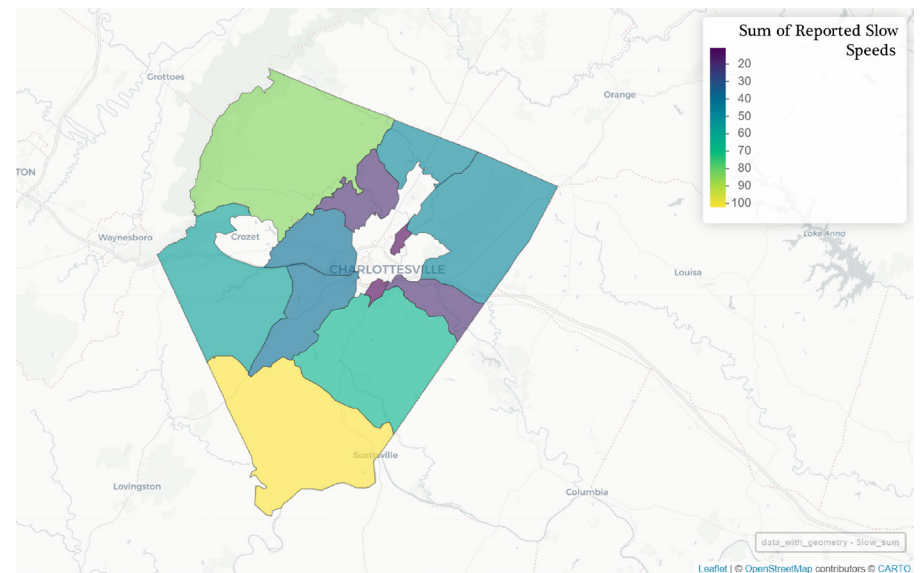 Sum of Reported Slow
Speeds
20
30
40
50
60
70
80
90
100
Grottoes
Orange
TON
Waynesboro
Crozet
Lake Anna
CHARLOTTESVILLE
Louisa
Scottsville
Lovingston
Columbia
data_with_geometry - Slow_sum
Leaflet | © OpenStreetMap contributors © CARTO